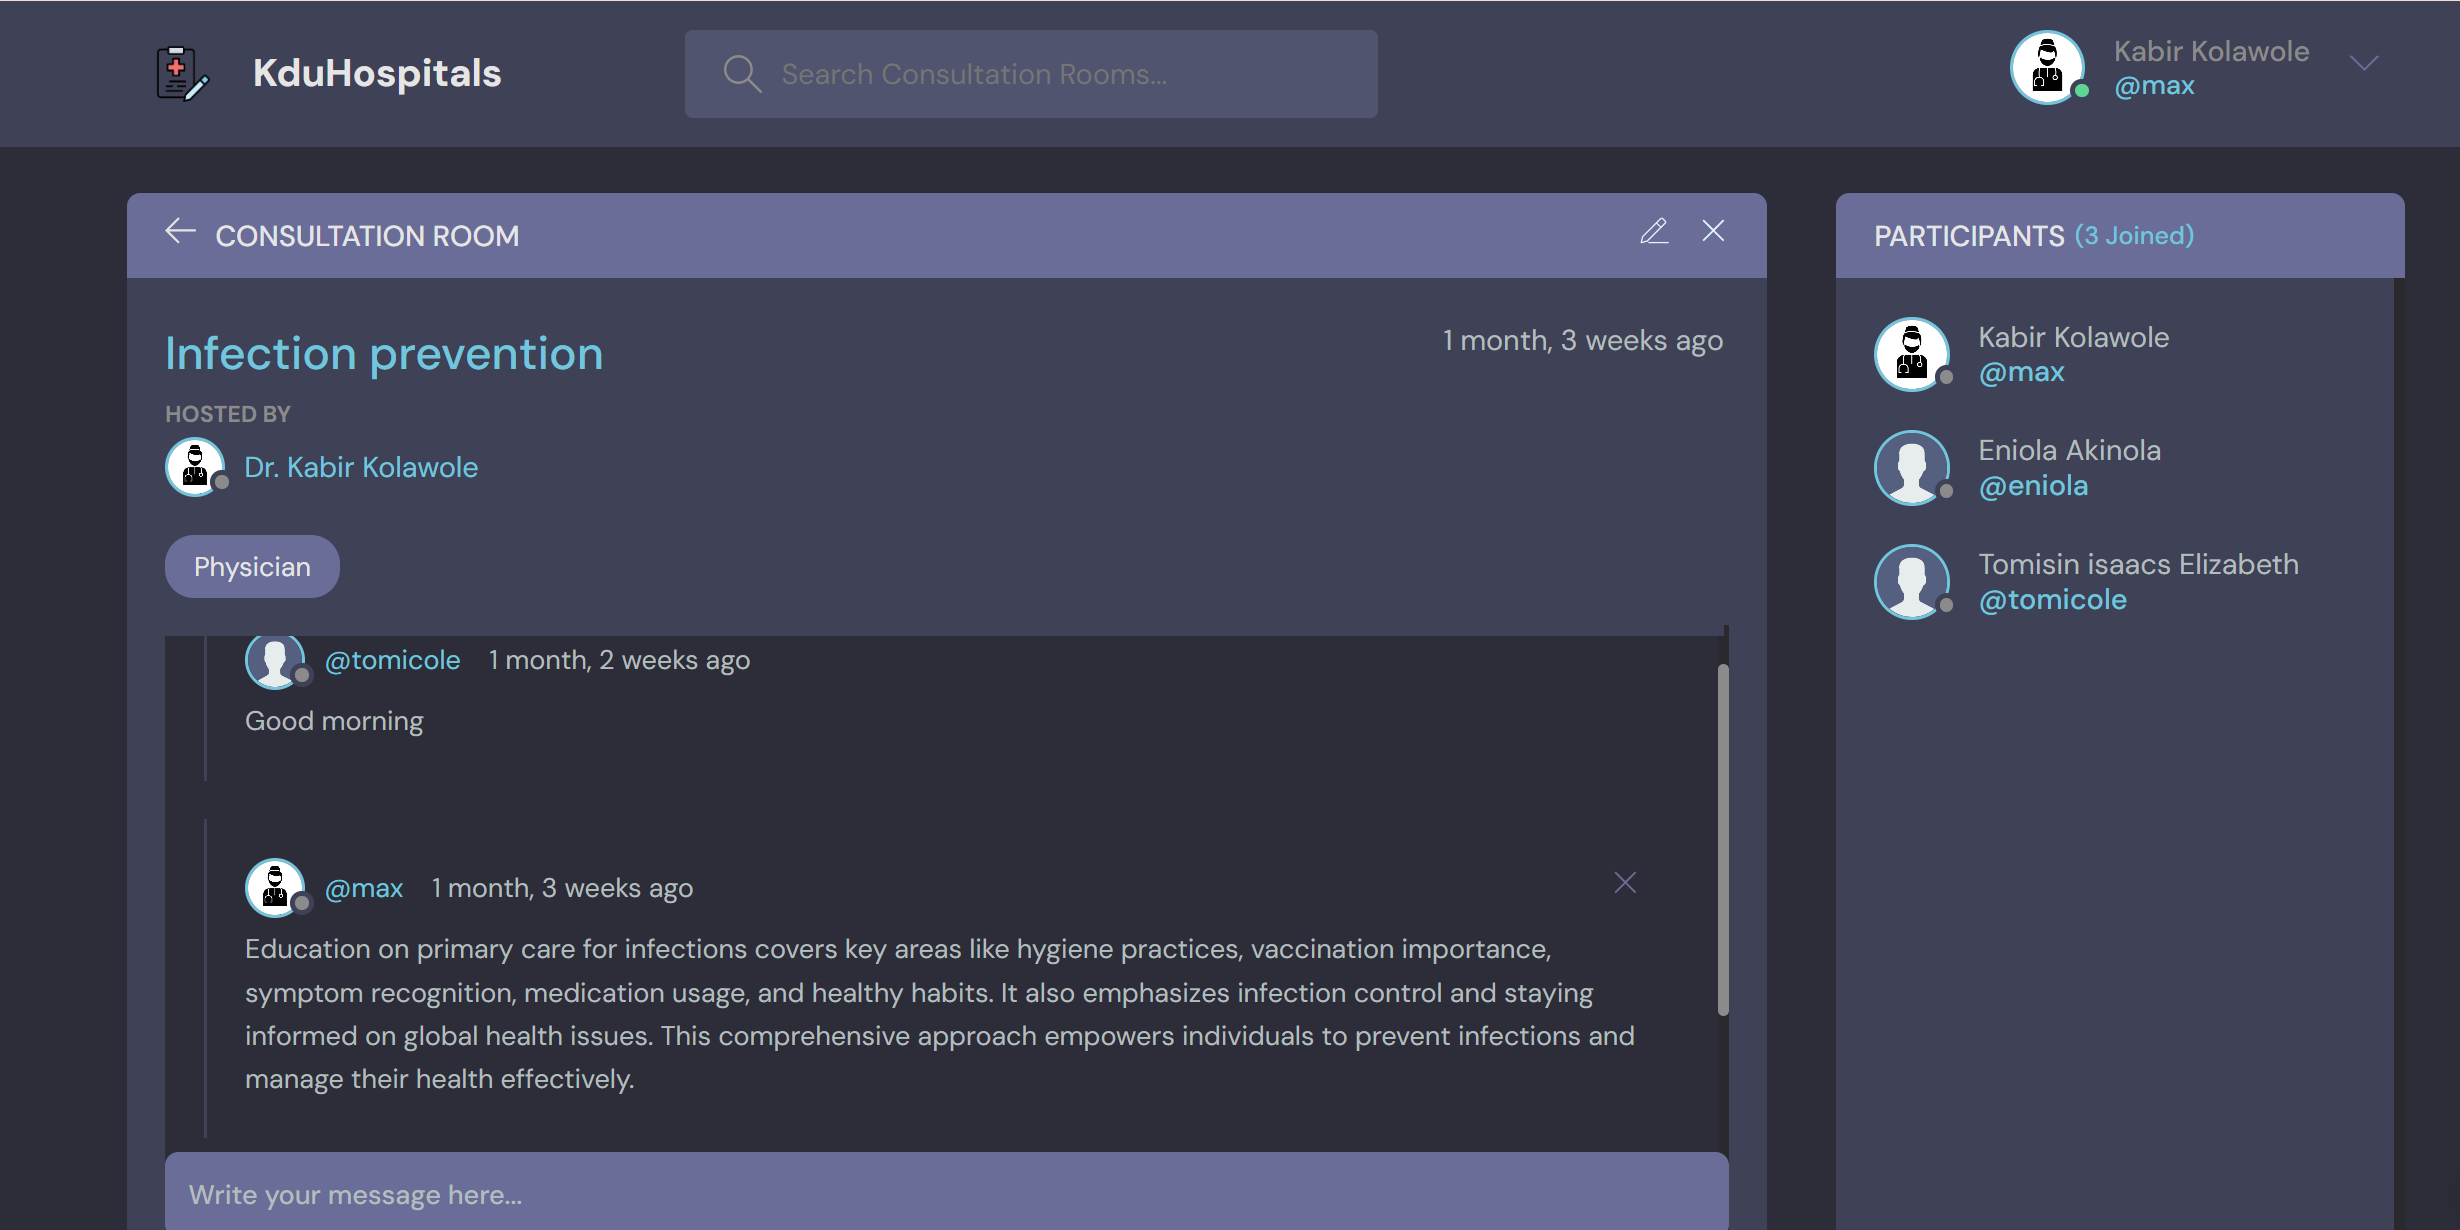 KduHospitals
Search Consultation Rooms...
Kabir Kolawole
@max
CONSULTATION ROOM
Infection prevention
1 month, 3 weeks ago
HOSTED BY
Dr. Kabir Kolawole
Physician
@tomicole 1 month, 2 weeks ago
Good morning
@max 1 month, 3 weeks ago
Education on primary care for infections covers key areas like hygiene practices, vaccination importance,
symptom recognition, medication usage, and healthy habits. It also emphasizes infection control and staying
informed on global health issues. This comprehensive approach empowers individuals to prevent infections and
manage their health effectively.
Write your message here...
PARTICIPANTS (3 Joined)
Kabir Kolawole
@max
Eniola Akinola
@eniola
Tomisin isaacs Elizabeth
@tomicole